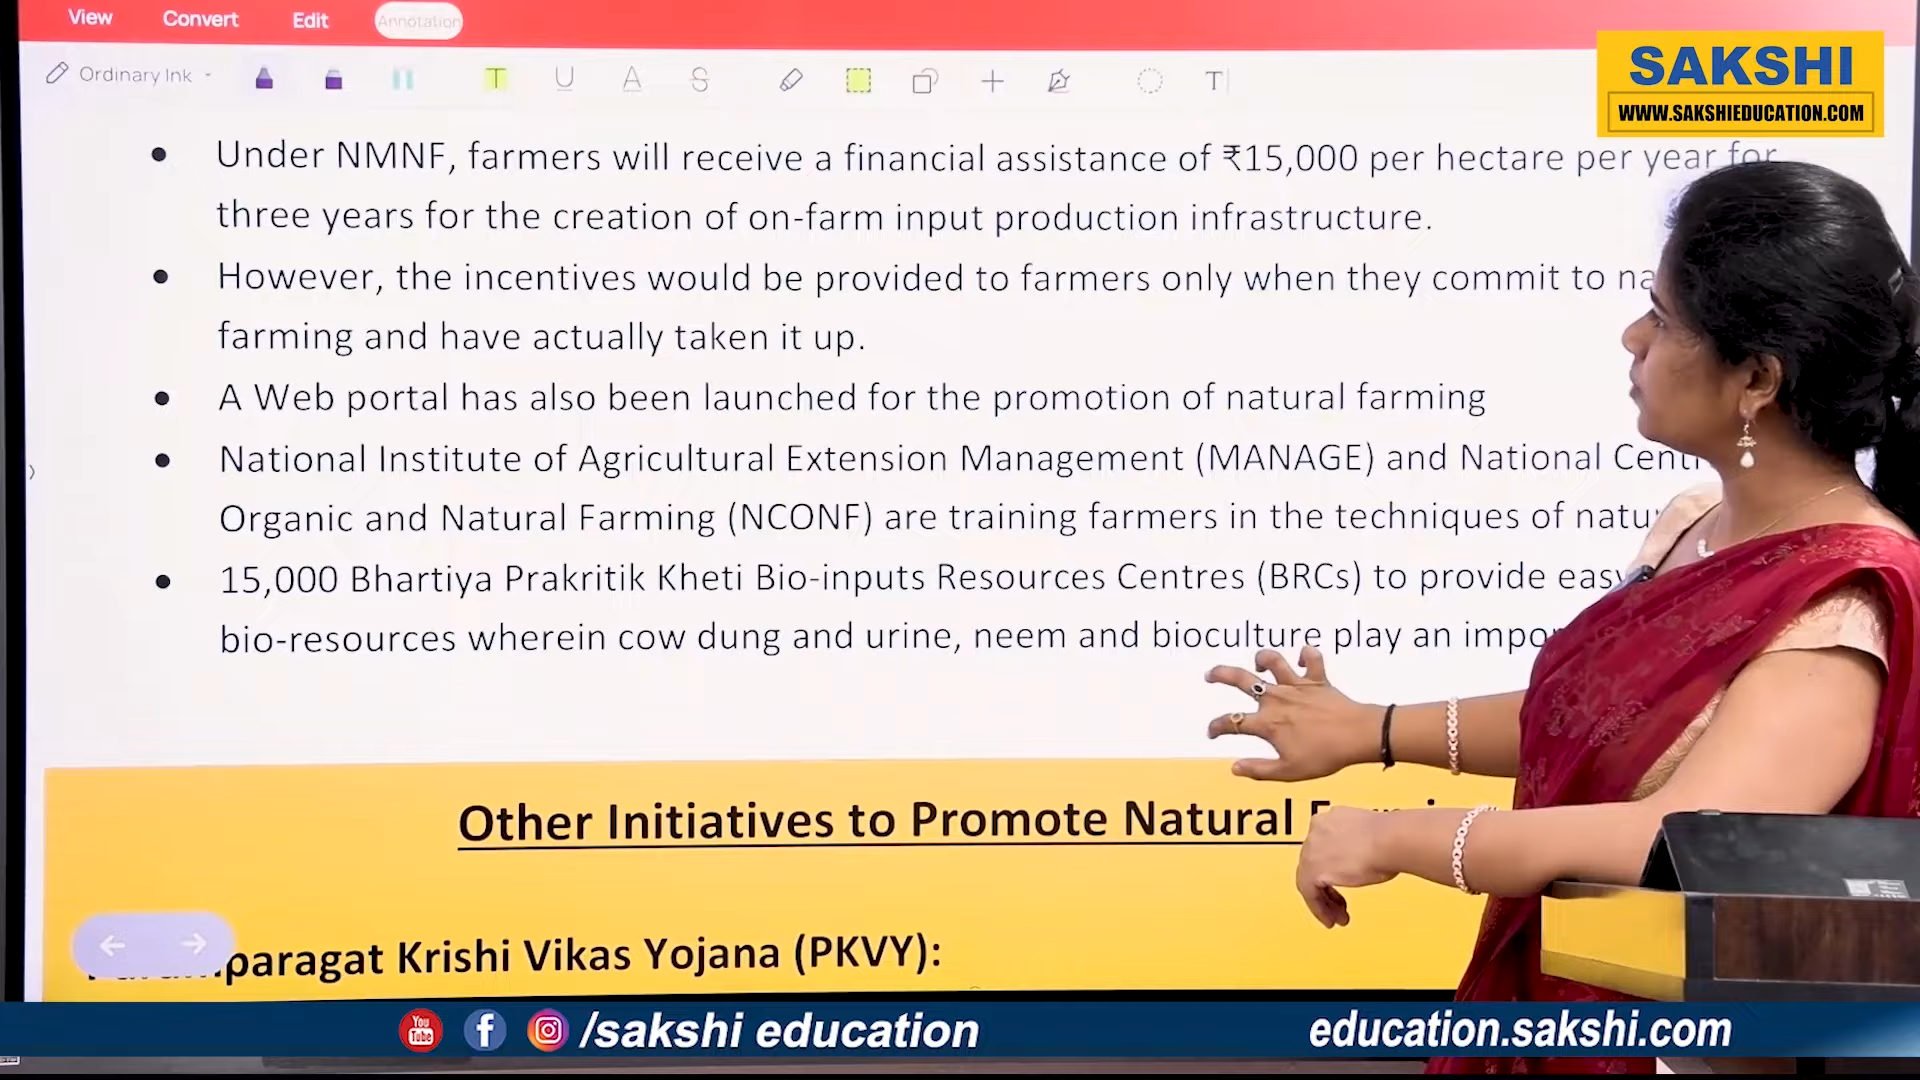 View Convert Edit Annotation
Ordinary Ink
SAKSHI
WWW.SAKSHIEDUCATION.COM
Under NMNF, farmers will receive a financial assistance of ₹15,000 per hectare per year for
three years for the creation of on-farm input production infrastructure.
However, the incentives would be provided to farmers only when they commit to
farming and have actually taken it up.
A Web portal has also been launched for the promotion of natural farming
National Institute of Agricultural Extension Management (MANAGE) and National
Organic and Natural Farming (NCONF) are training farmers in the techniques of
15,000 Bhartiya Prakritik Kheti Bio-inputs Resources Centres (BRCs) to provide easy
bio-resources wherein cow dung and urine, neem and bioculture play an
Other Initiatives to Promote Natural
Krishi Vikas Yojana (PKVY):
You Tube /sakshi education
education.sakshi.com